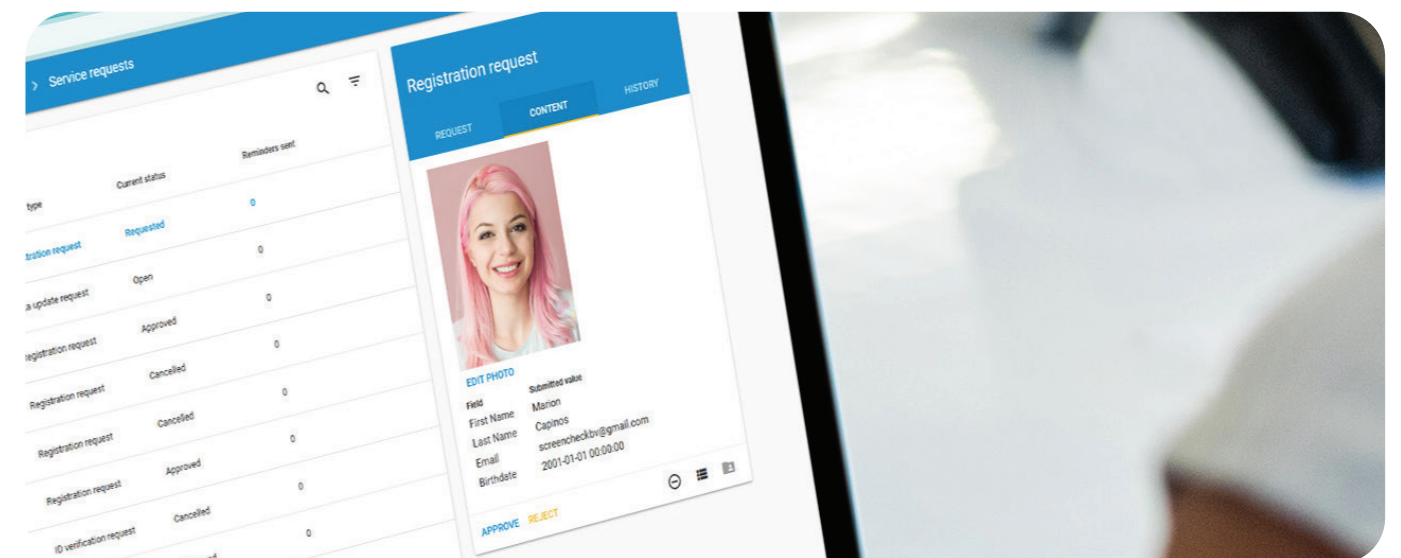 > Service requests
type Current status Reminders sent
tration request Requested 0
a update request Open 0
egistration request Approved 0
Registration request Cancelled 0
Registration request Cancelled 0
Registration request Approved 0
ID verification request Cancelled 0
0
Registration request
REQUEST CONTENT HISTORY
EDIT PHOTO
Field Submitted value
First Name Marion
Last Name Capinos
Email screencheckbv@gmail.com
Birthdate 2001-01-01 00:00:00
APPROVE REJECT